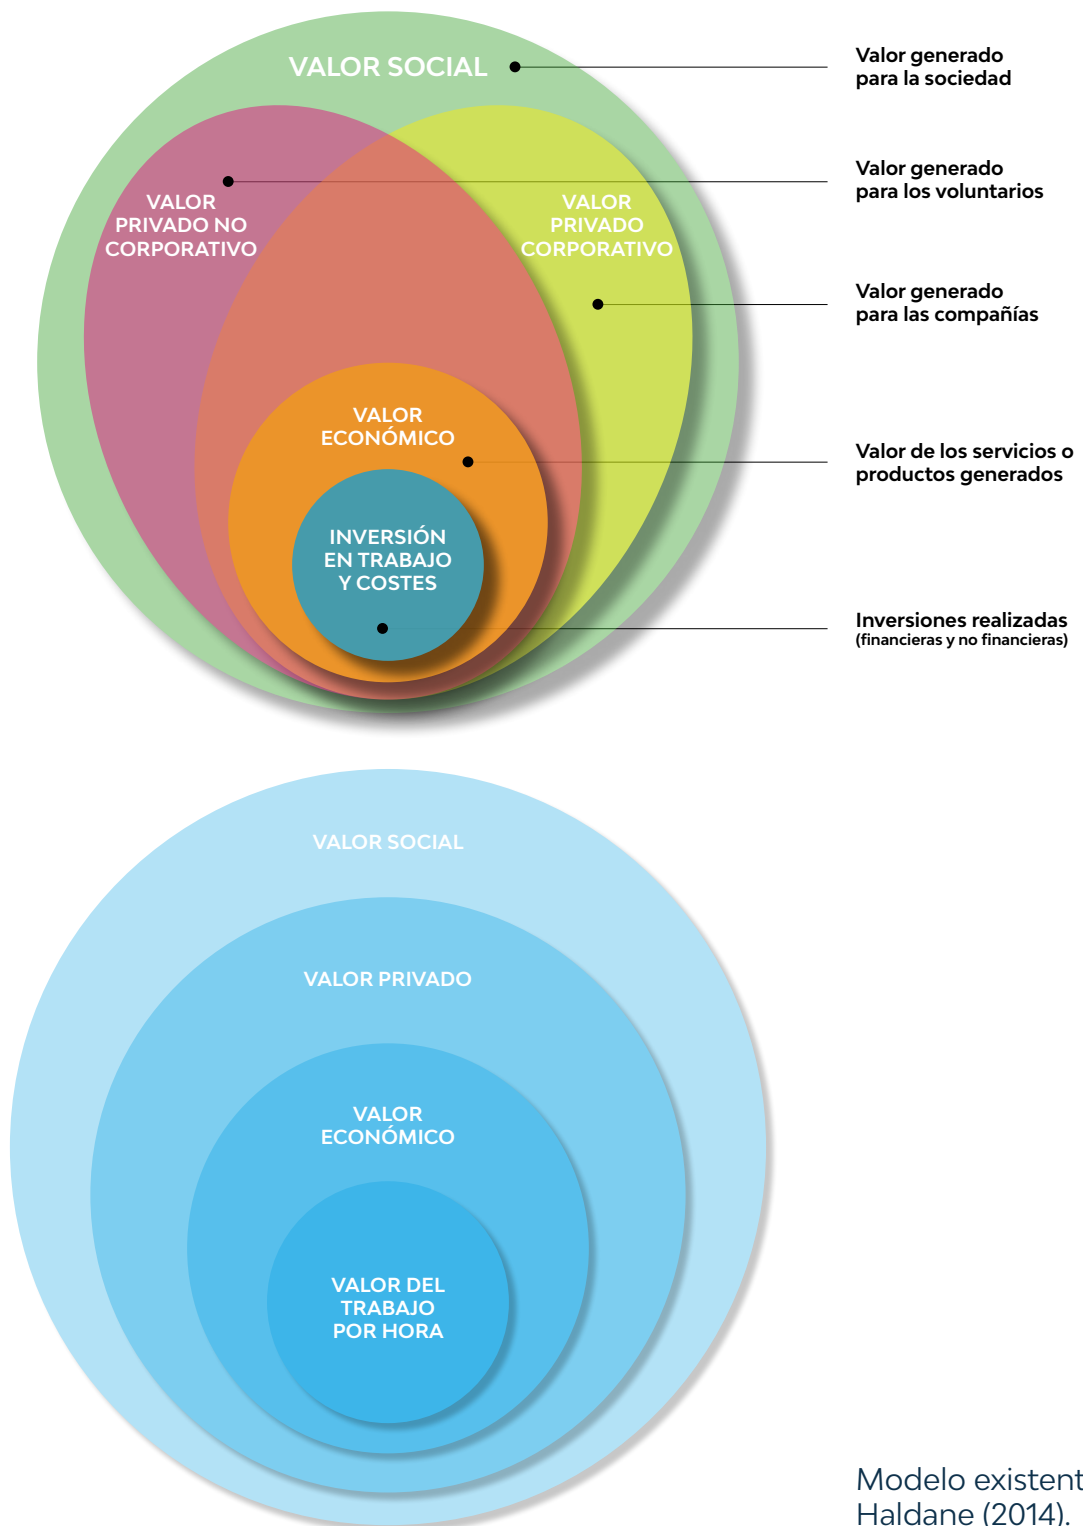 VALOR SOCIAL
Valor generado
para la sociedad
VALOR
PRIVADO NO
CORPORATIVO
VALOR
PRIVADO
CORPORATIVO
Valor generado
para los voluntarios
Valor generado
para las compañías
VALOR
ECONÓMICO
Valor de los servicios o
productos generados
INVERSIÓN
EN TRABAJO
Y COSTES
Inversiones realizadas
(financieras y no financieras)
VALOR SOCIAL
VALOR PRIVADO
VALOR
ECONÓMICO
VALOR DEL
TRABAJO
POR HORA
Modelo existent
Haldane (2014).